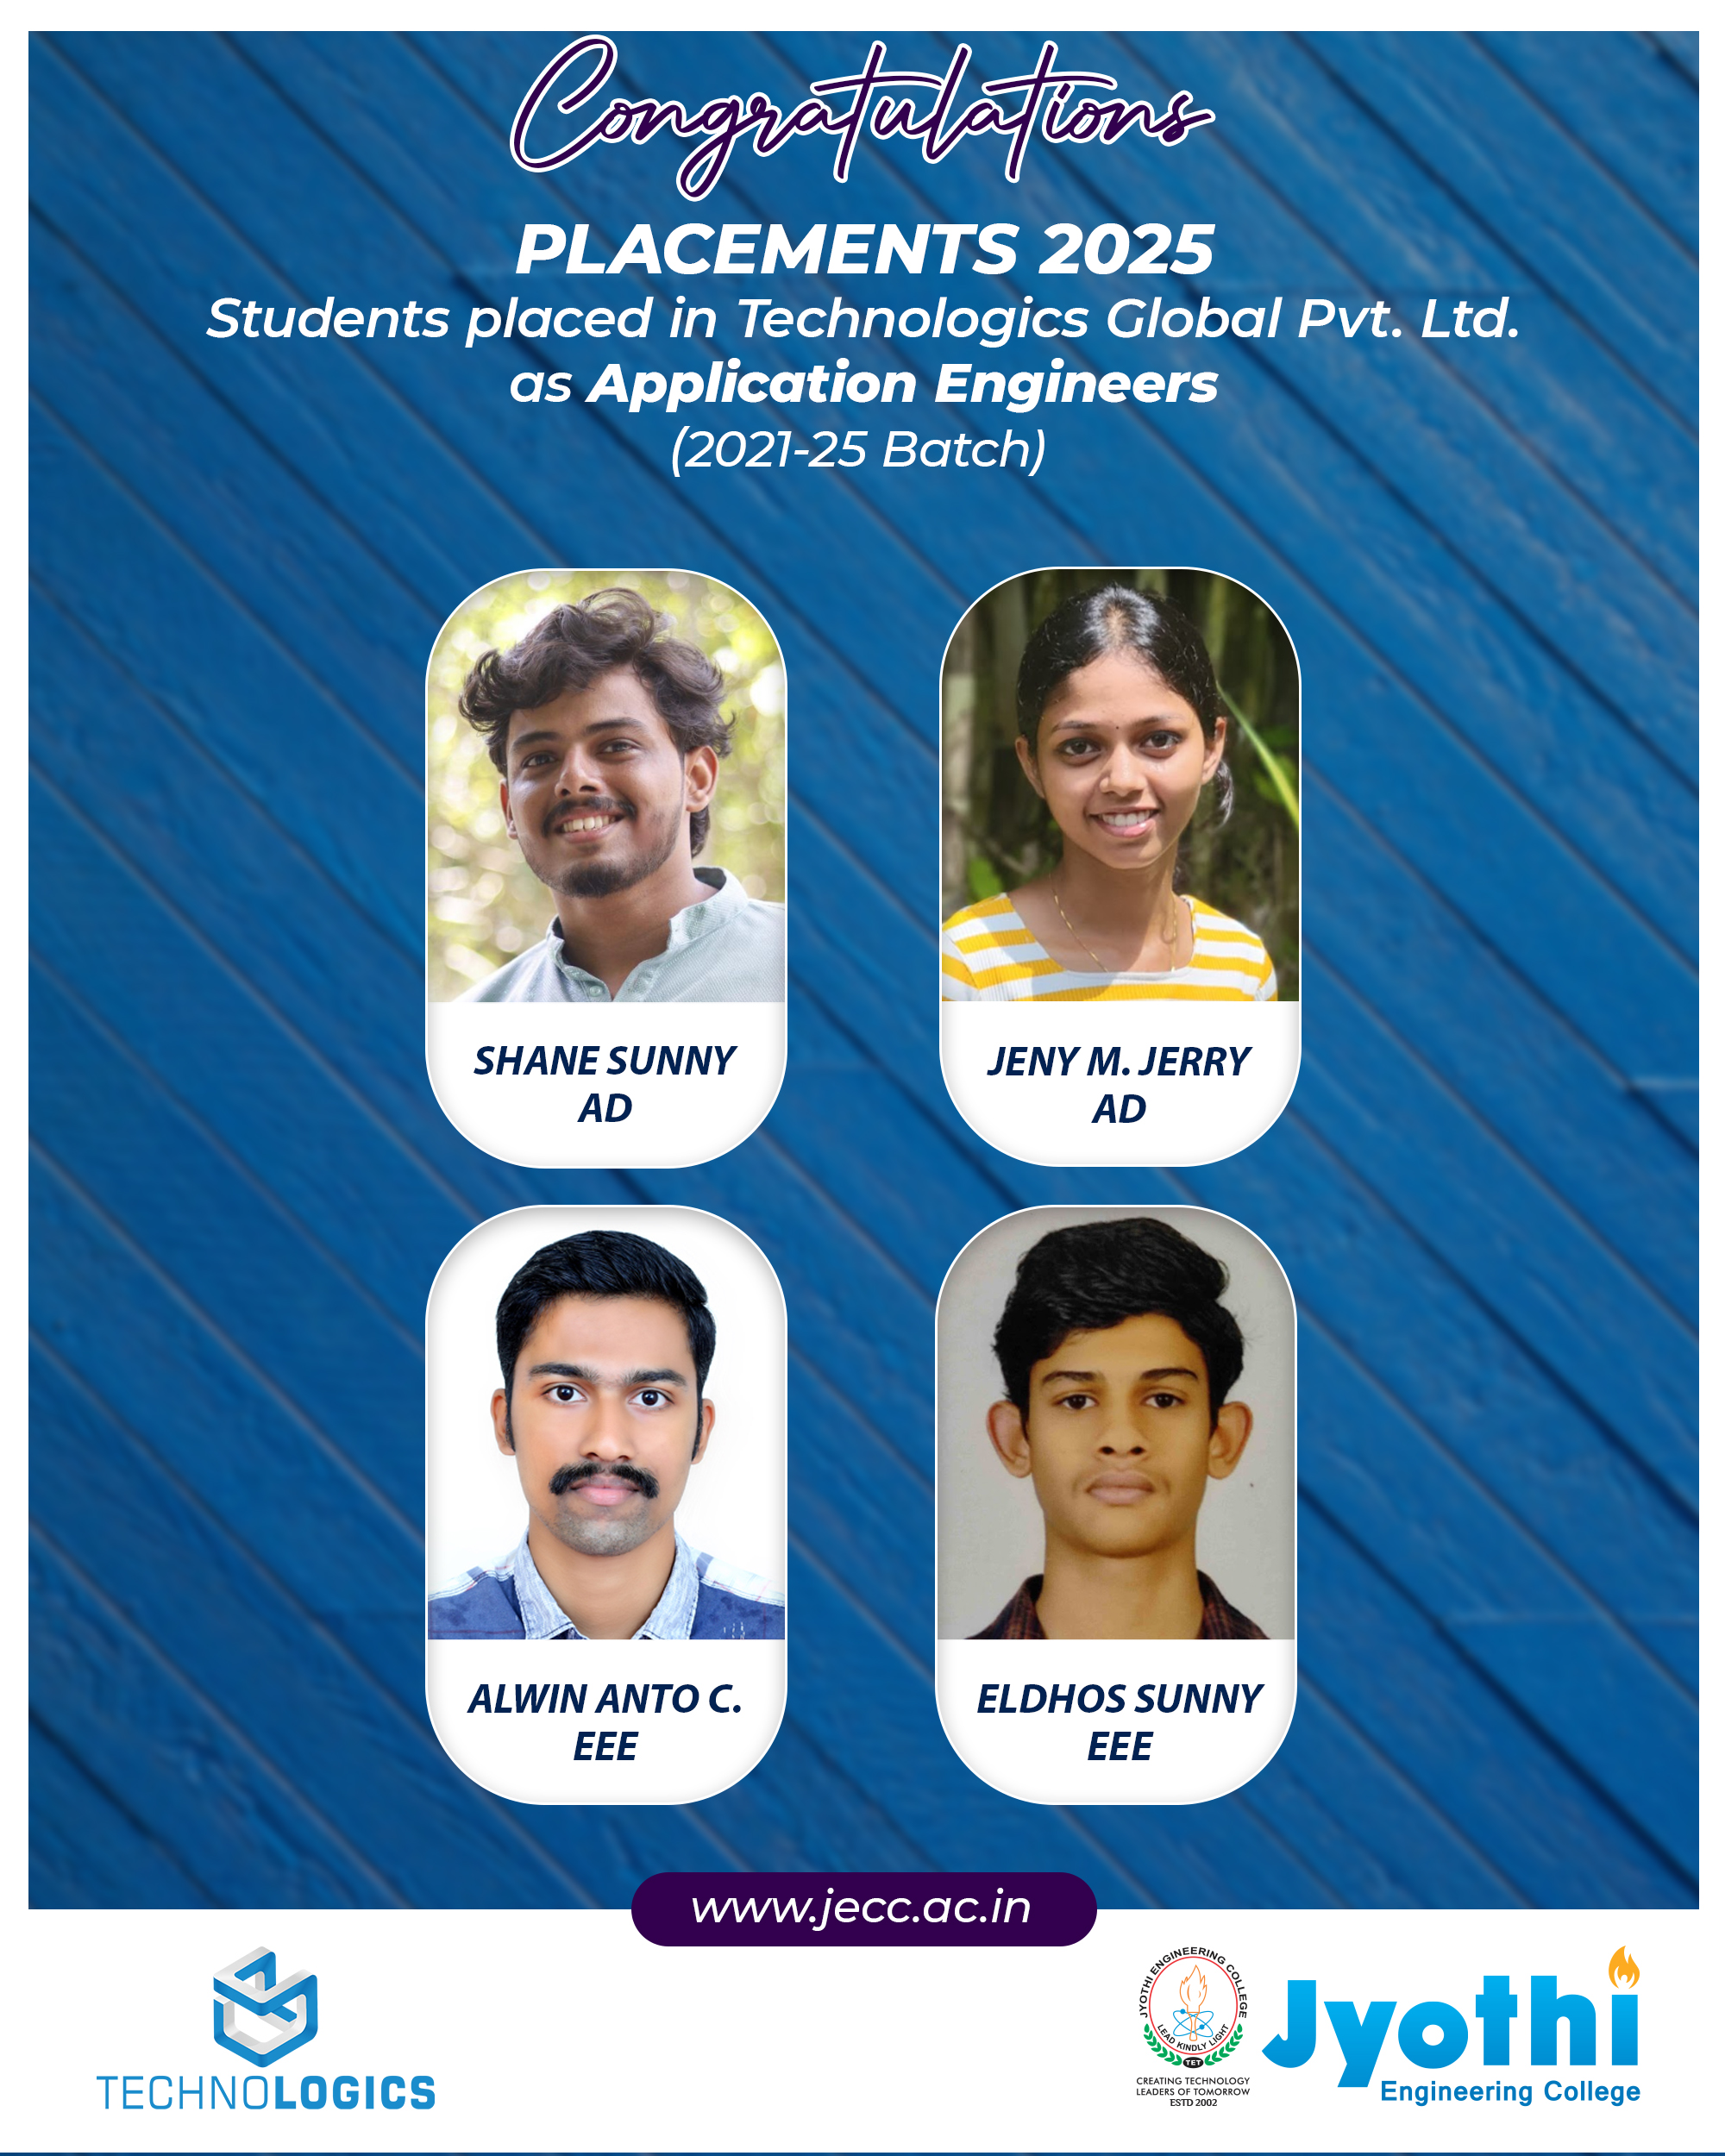 Congratulations
PLACEMENTS 2025
Students placed in Technologics Global Pvt. Ltd.
as Application Engineers
(2021-25 Batch)
SHANE SUNNY
AD
JENY M. JERRY
AD
ALWIN ANTO C.
EEE
ELDHOS SUNNY
EEE
www.jecc.ac.in
TECHNOLOGICS
JYOTHI ENGINEERING COLLEGE
LEAD KINDLY LIGHT
TET
CREATING TECHNOLOGY
LEADERS OF TOMORROW
ESTD 2002
Jyothi
Engineering College